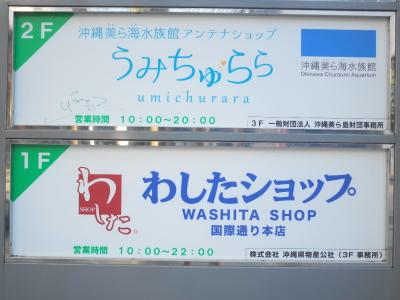 2F
沖縄美ら海水族館 アンテナショップ
うみちゅらら
umichurara
営業時間 10:00～20:00
沖縄美ら海水族館
Okinawa Churaumi Aquarium
3F 一般財団法人 沖縄美ら島財団事務所
1F
わした
SHOP
わしたショップ
WASHITA SHOP
国際通り本店
営業時間 10:00～22:00
株式会社 沖縄県物産公社(3F 事務所)